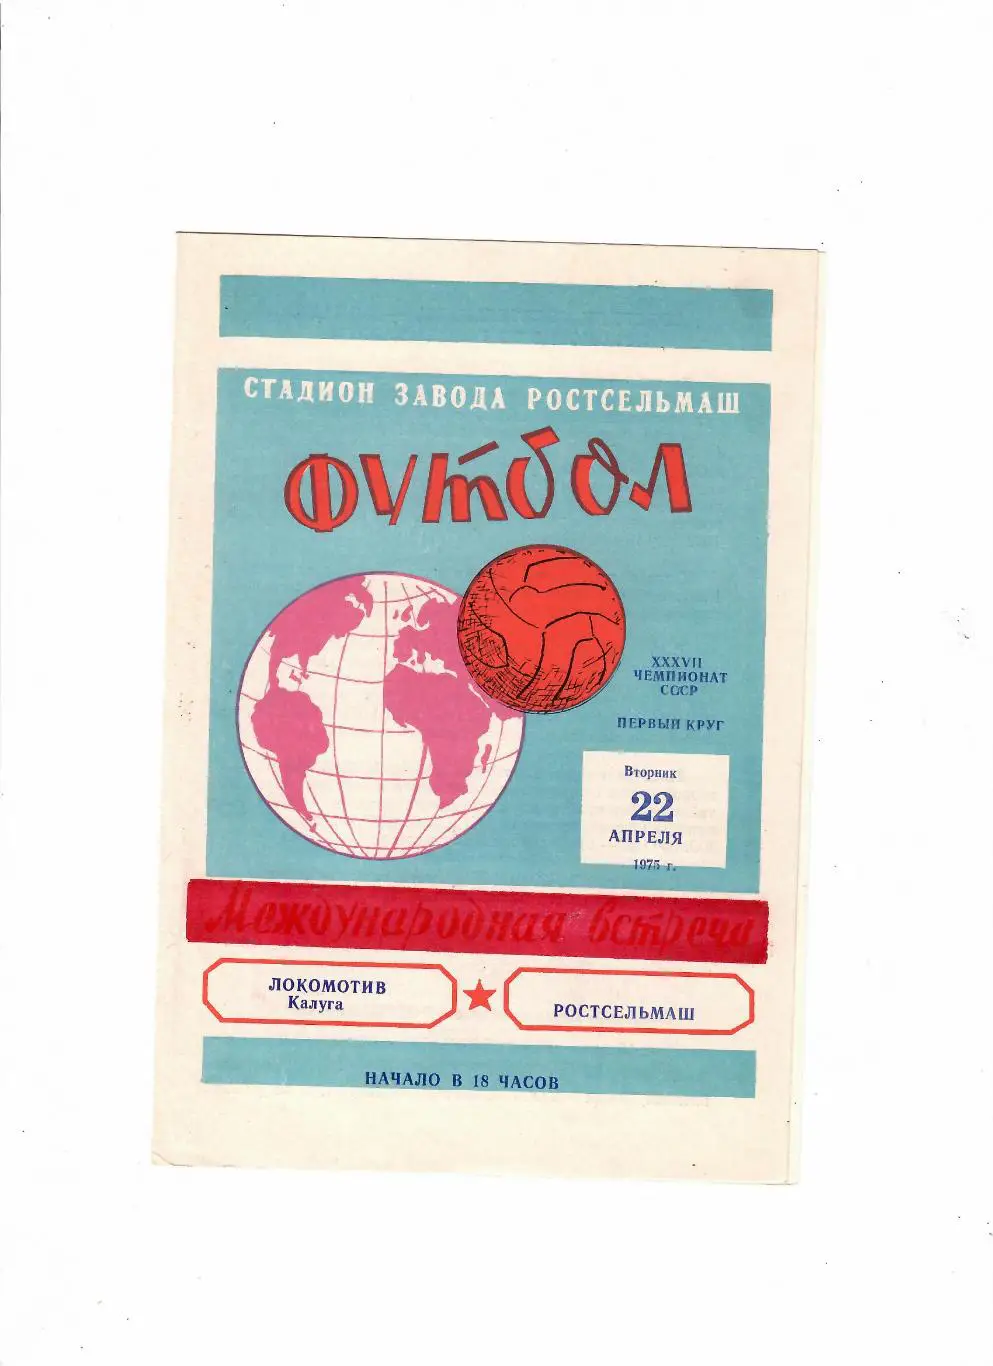 СТАДИОН ЗАВОДА РОСТСЕЛЬМАШ
ФУТБОЛ
XXXVII
ЧЕМПИОНАТ
СССР
ПЕРВЫЙ КРУГ
Вторник
22
АПРЕЛЯ
1975 г.
Международная встреча
ЛОКОМОТИВ
Калуга
РОСТСЕЛЬМАШ
НАЧАЛО В 18 ЧАСОВ